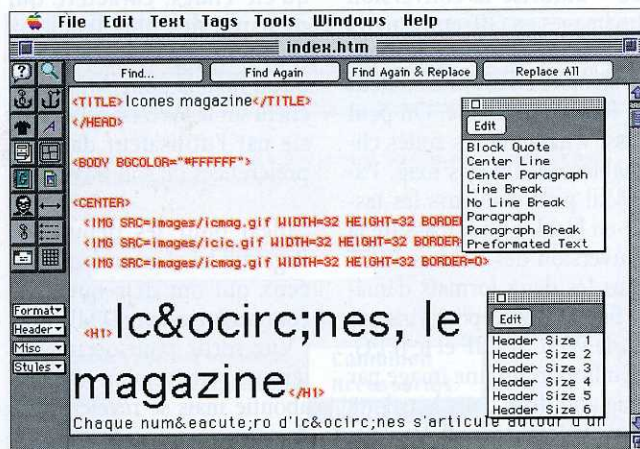 File Edit Text Tags Tools Windows Help
index.htm
Find... Find Again Find Again & Replace Replace All
<TITLE>Icones magazine</TITLE>
</HEAD>
<BODY BGCOLOR="#FFFFFF">
<CENTER>
<IMG SRC=images/icmag.gif WIDTH=32 HEIGHT=32 BORDER=
<IMG SRC=images/icic.gif WIDTH=32 HEIGHT=32 BORDER=
<IMG SRC=images/icmag.gif WIDTH=32 HEIGHT=32 BORDER=0>
<H1>Ic&ocirc;nes, le
magazine</H1>
Chaque num&eacute;ro d'Ic&ocirc;nes s'articule autour d'un
Edit
Block Quote
Center Line
Center Paragraph
Line Break
No Line Break
Paragraph
Paragraph Break
Preformated Text
Edit
Header Size 1
Header Size 2
Header Size 3
Header Size 4
Header Size 5
Header Size 6
Format
Header
Misc
Styles